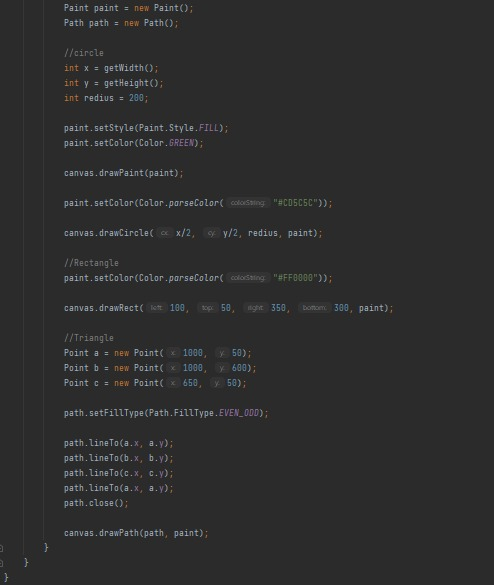 Paint paint = new Paint();
Path path = new Path();
//circle
int x = getWidth();
int y = getHeight();
int redius = 200;
paint.setStyle(Paint.Style.FILL);
paint.setColor(Color.GREEN);
canvas.drawPaint(paint);
paint.setColor(Color.parseColor( colorString: "#CD5C5C"));
canvas.drawCircle( cx: x/2, cy: y/2, redius, paint);
//Rectangle
paint.setColor(Color.parseColor( colorString: "#FF0000"));
canvas.drawRect( left: 100, top: 50, right: 350, bottom: 300, paint);
//Triangle
Point a = new Point( x: 1000, y: 50);
Point b = new Point( x: 1000, y: 600);
Point c = new Point( x: 650, y: 50);
path.setFillType(Path.FillType.EVEN_ODD);
path.lineTo(a.x, a.y);
path.lineTo(b.x, b.y);
path.lineTo(c.x, c.y);
path.lineTo(a.x, a.y);
path.close();
canvas.drawPath(path, paint);
}
}
}